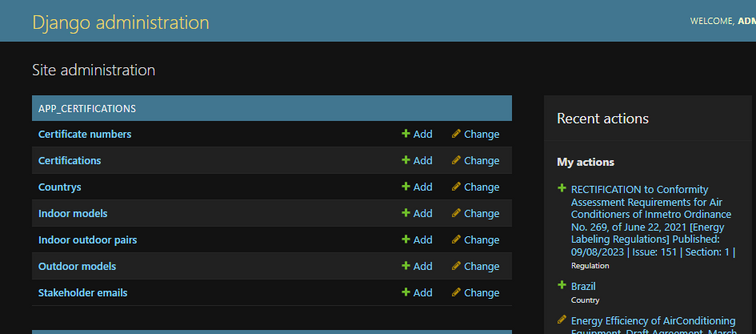 Django administration
WELCOME, ADM
Site administration
APP_CERTIFICATIONS
Certificate numbers Add Change
Certifications Add Change
Countrys Add Change
Indoor models Add Change
Indoor outdoor pairs Add Change
Outdoor models Add Change
Stakeholder emails Add Change
Recent actions
My actions
RECTIFICATION to Conformity
Assessment Requirements for Air
Conditioners of Inmetro Ordinance
No. 269, of June 22, 2021 [Energy
Labeling Regulations] Published:
09/08/2023 | Issue: 151 | Section: 1 |
Regulation
Brazil
Country
Energy Efficiency of AirConditioning
Equipment, Draft Agreement, March